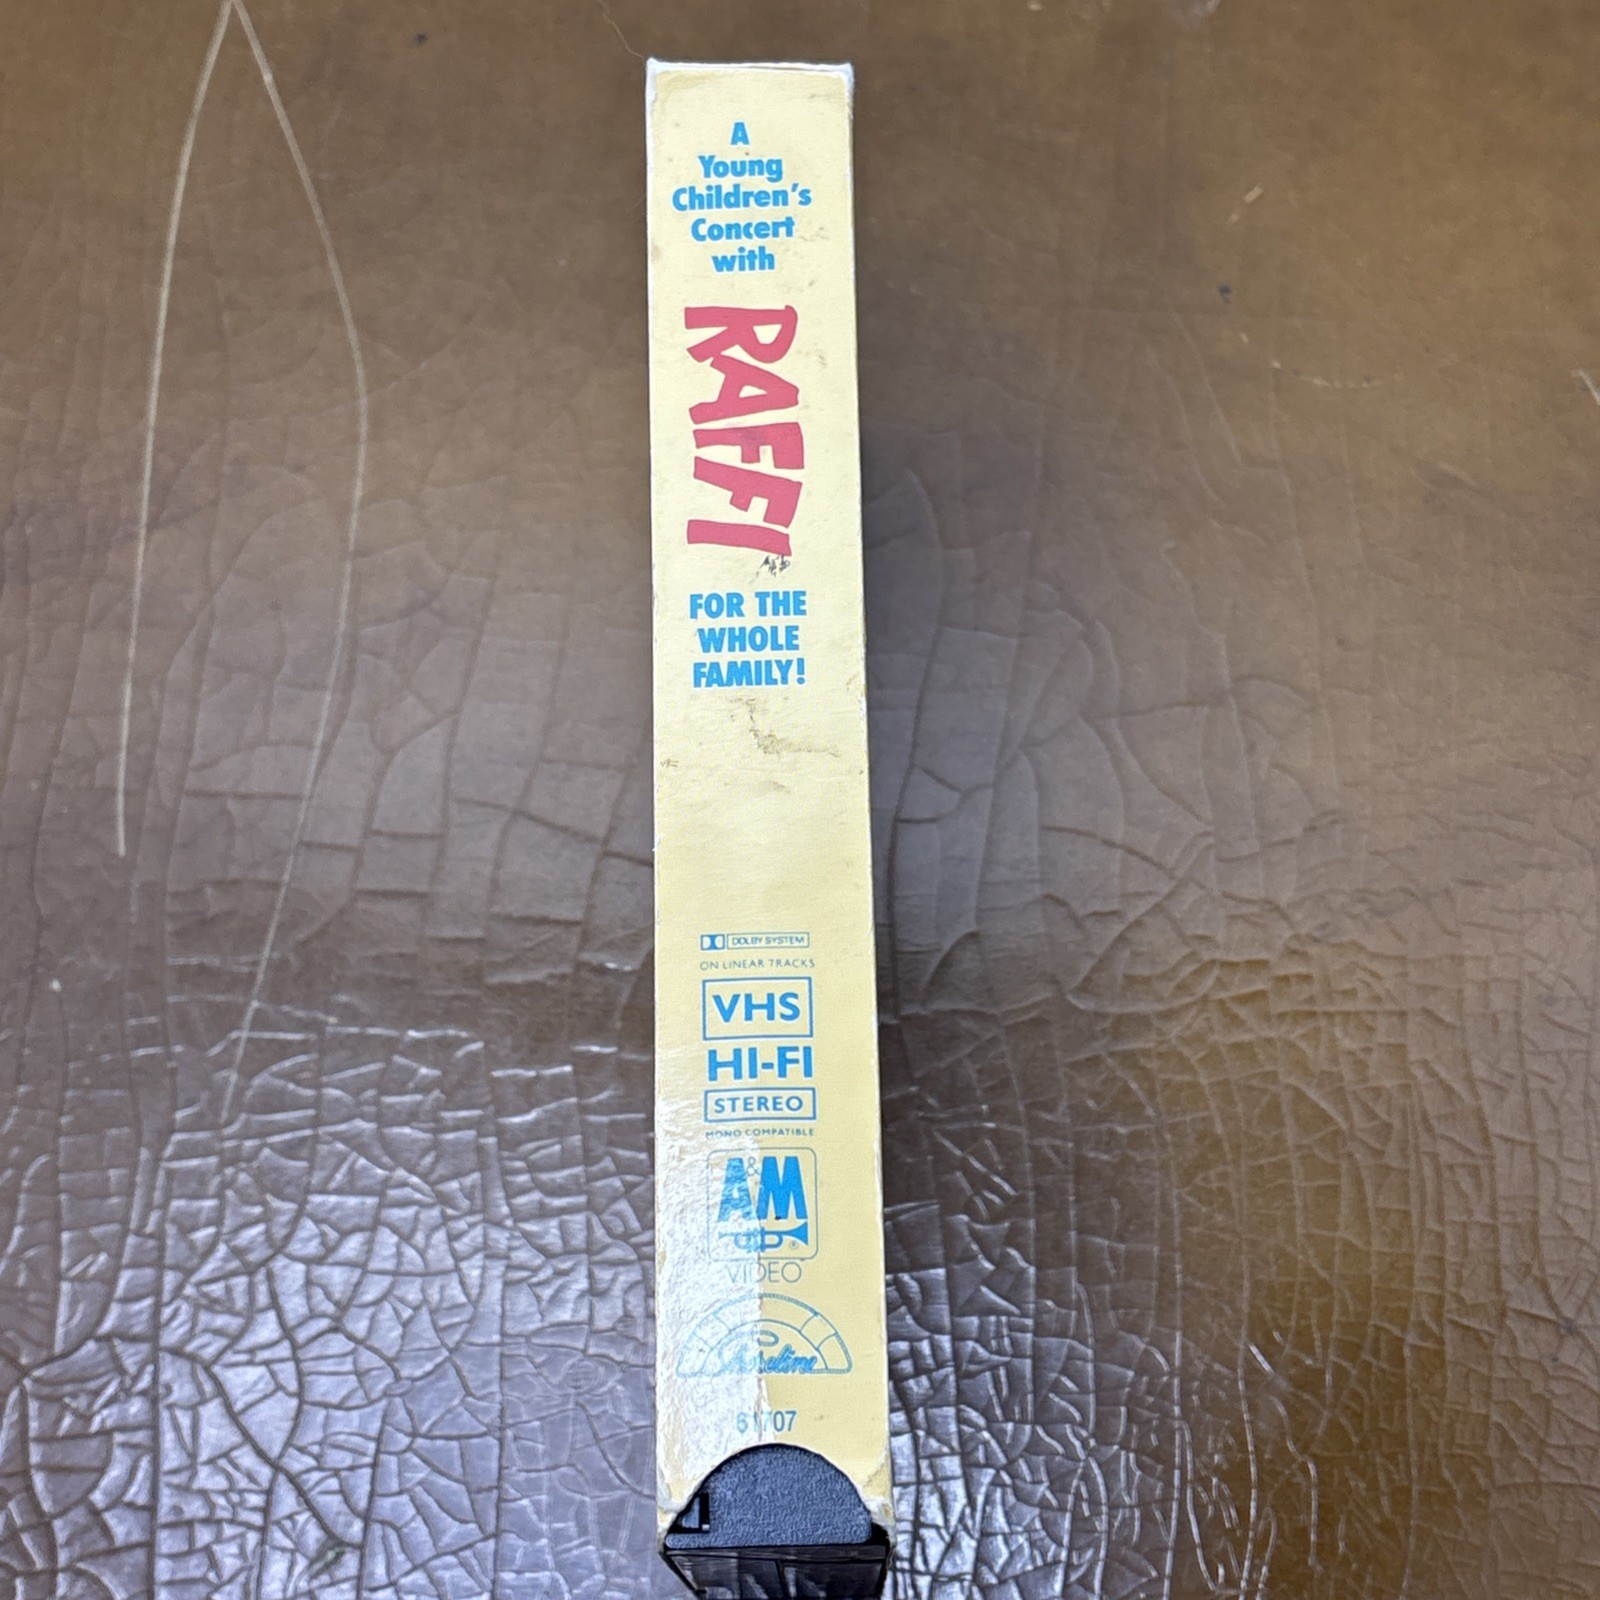 A
Young
Children's
Concert
with
RAFFI
FOR THE
WHOLE
FAMILY!
DOLBY SYSTEM
ON LINEAR TRACKS
VHS
HI-FI
STEREO
MONO COMPATIBLE
A&M
VIDEO
Shoreline
61707